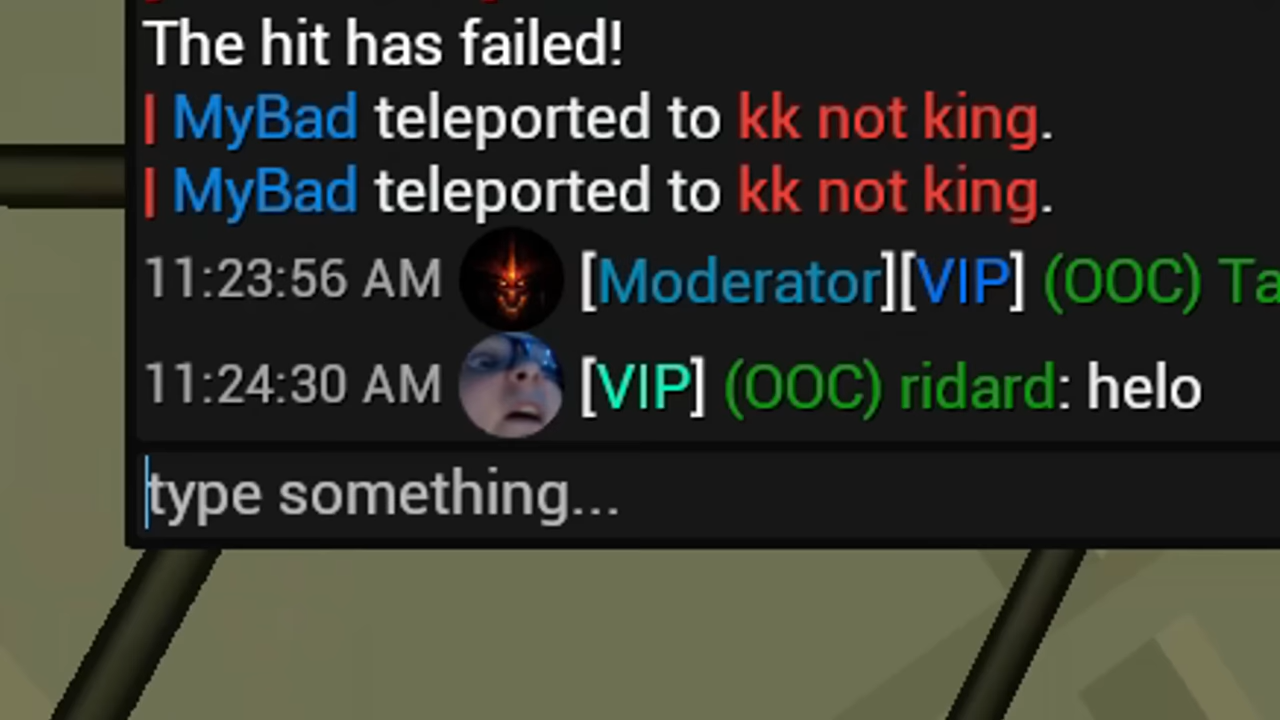 The hit has failed!
| MyBad teleported to kk not king.
| MyBad teleported to kk not king.
11:23:56 AM [Moderator][VIP] (OOC) Ta
11:24:30 AM [VIP] (OOC) ridard: helo
type something...